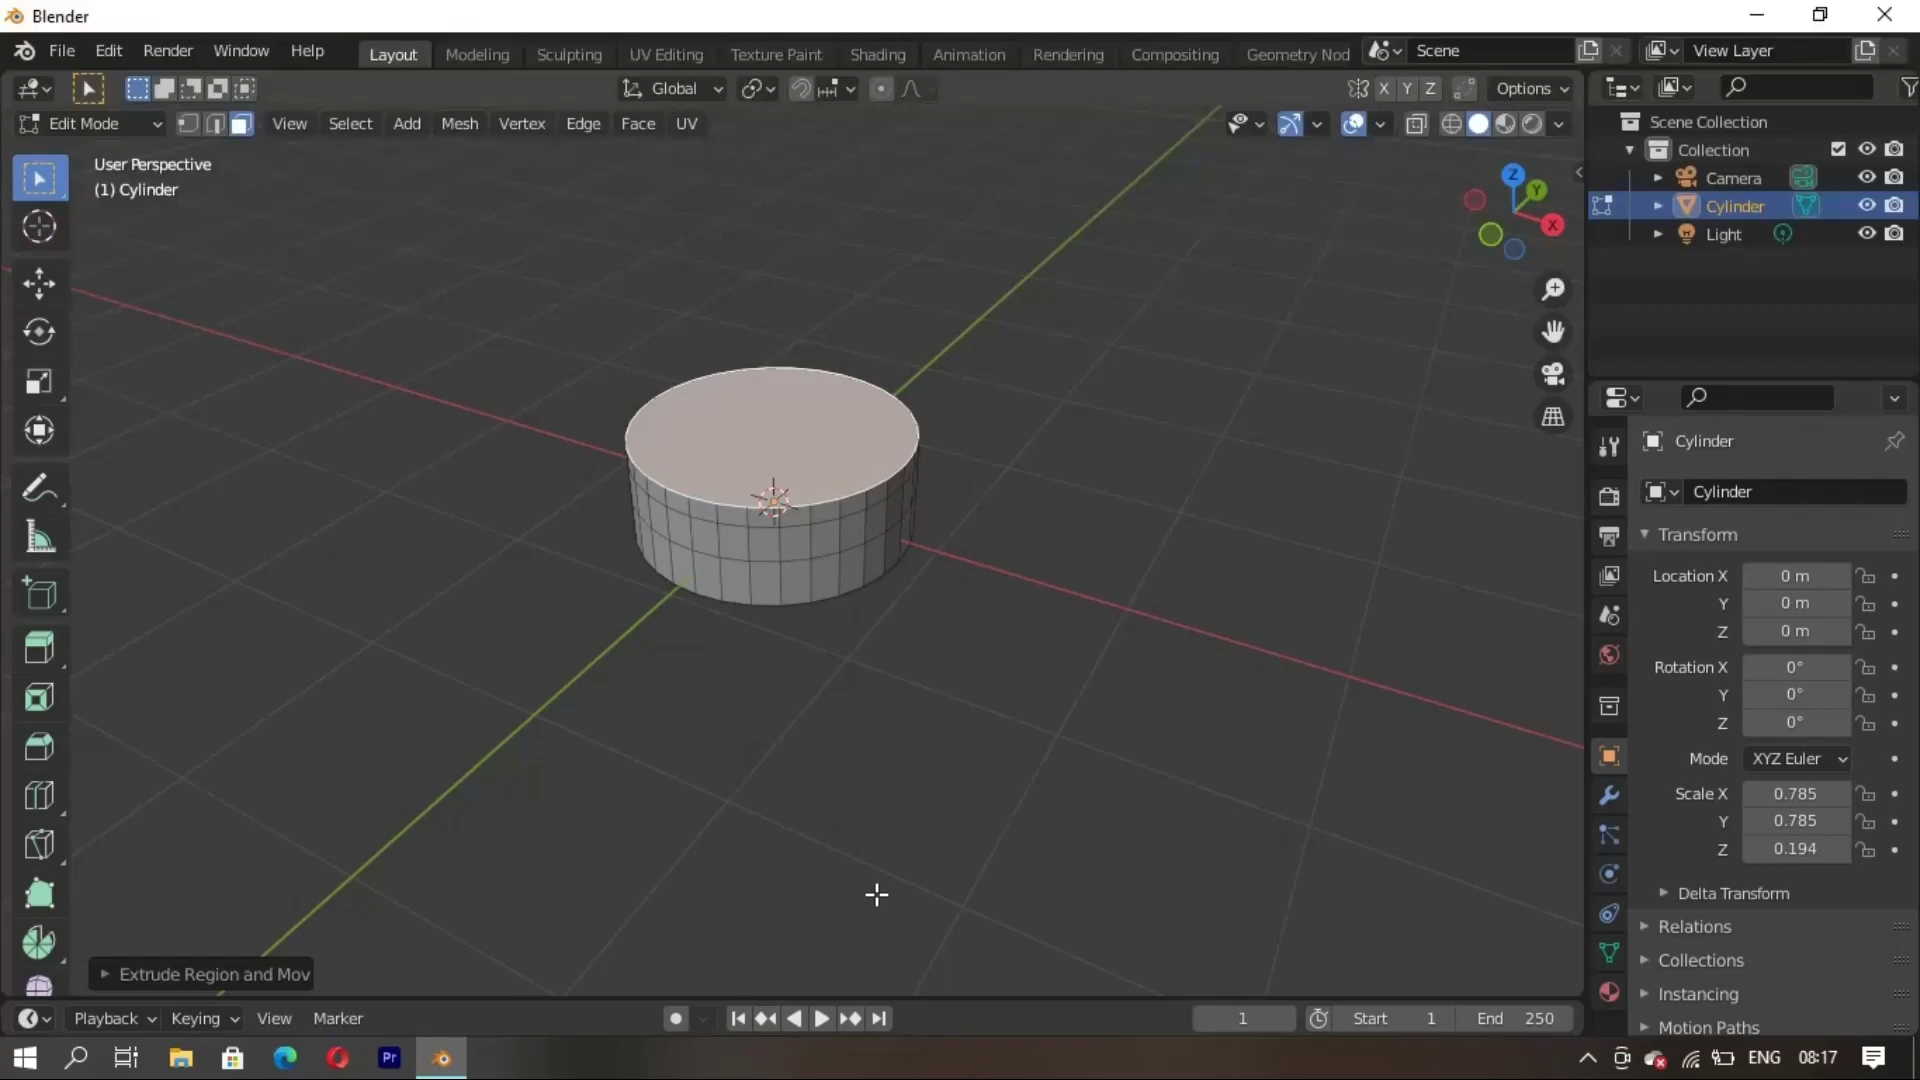 Blender
File Edit Render Window Help Layout Modeling Sculpting UV Editing Texture Paint Shading Animation Rendering Compositing Geometry Nod Scene View Layer
Global X Y Z Options
Edit Mode View Select Add Mesh Vertex Edge Face UV
User Perspective
(1) Cylinder
Z
Y
X
Extrude Region and Mov
Scene Collection
Collection
Camera
Cylinder
Light
Cylinder
Cylinder
Transform
Location X 0 m
Y 0 m
Z 0 m
Rotation X 0°
Y 0°
Z 0°
Mode XYZ Euler
Scale X 0.785
Y 0.785
Z 0.194
Delta Transform
Relations
Collections
Instancing
Motion Paths
Playback Keying View Marker 1 Start 1 End 250
Pr ENG 08:17